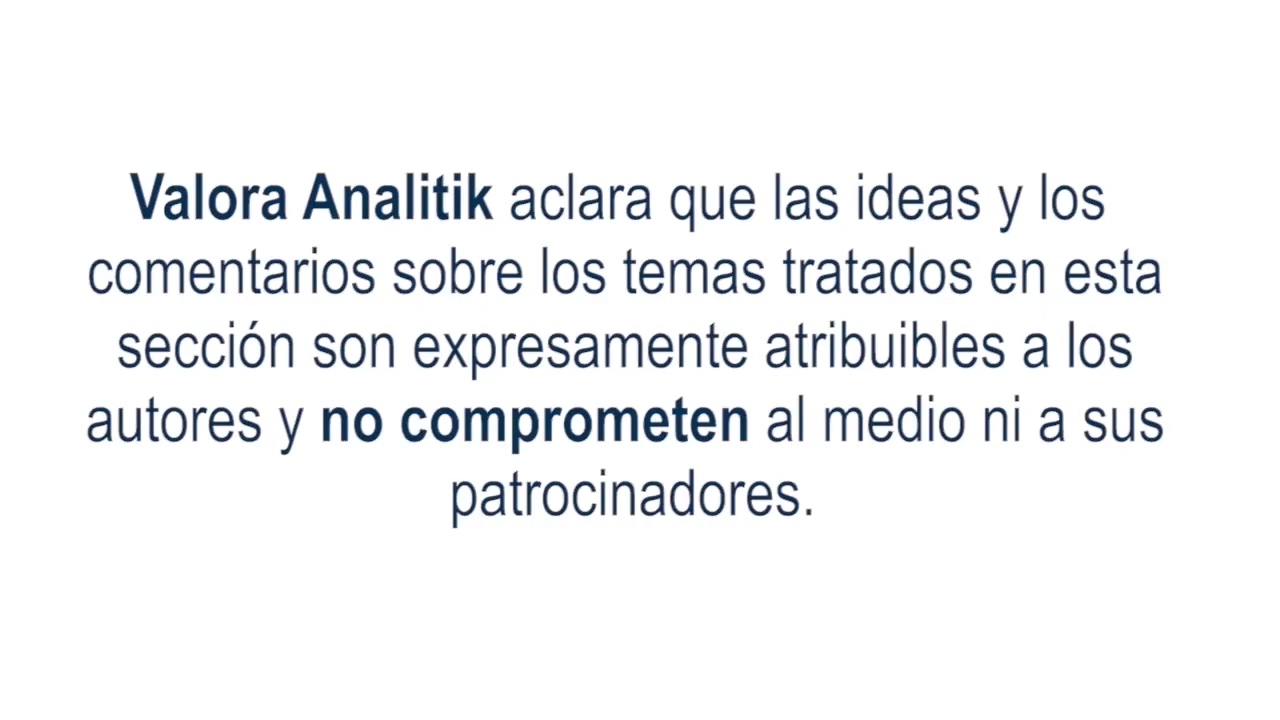 Valora Analitik aclara que las ideas y los
comentarios sobre los temas tratados en esta
sección son expresamente atribuibles a los
autores y no comprometen al medio ni a sus
patrocinadores.